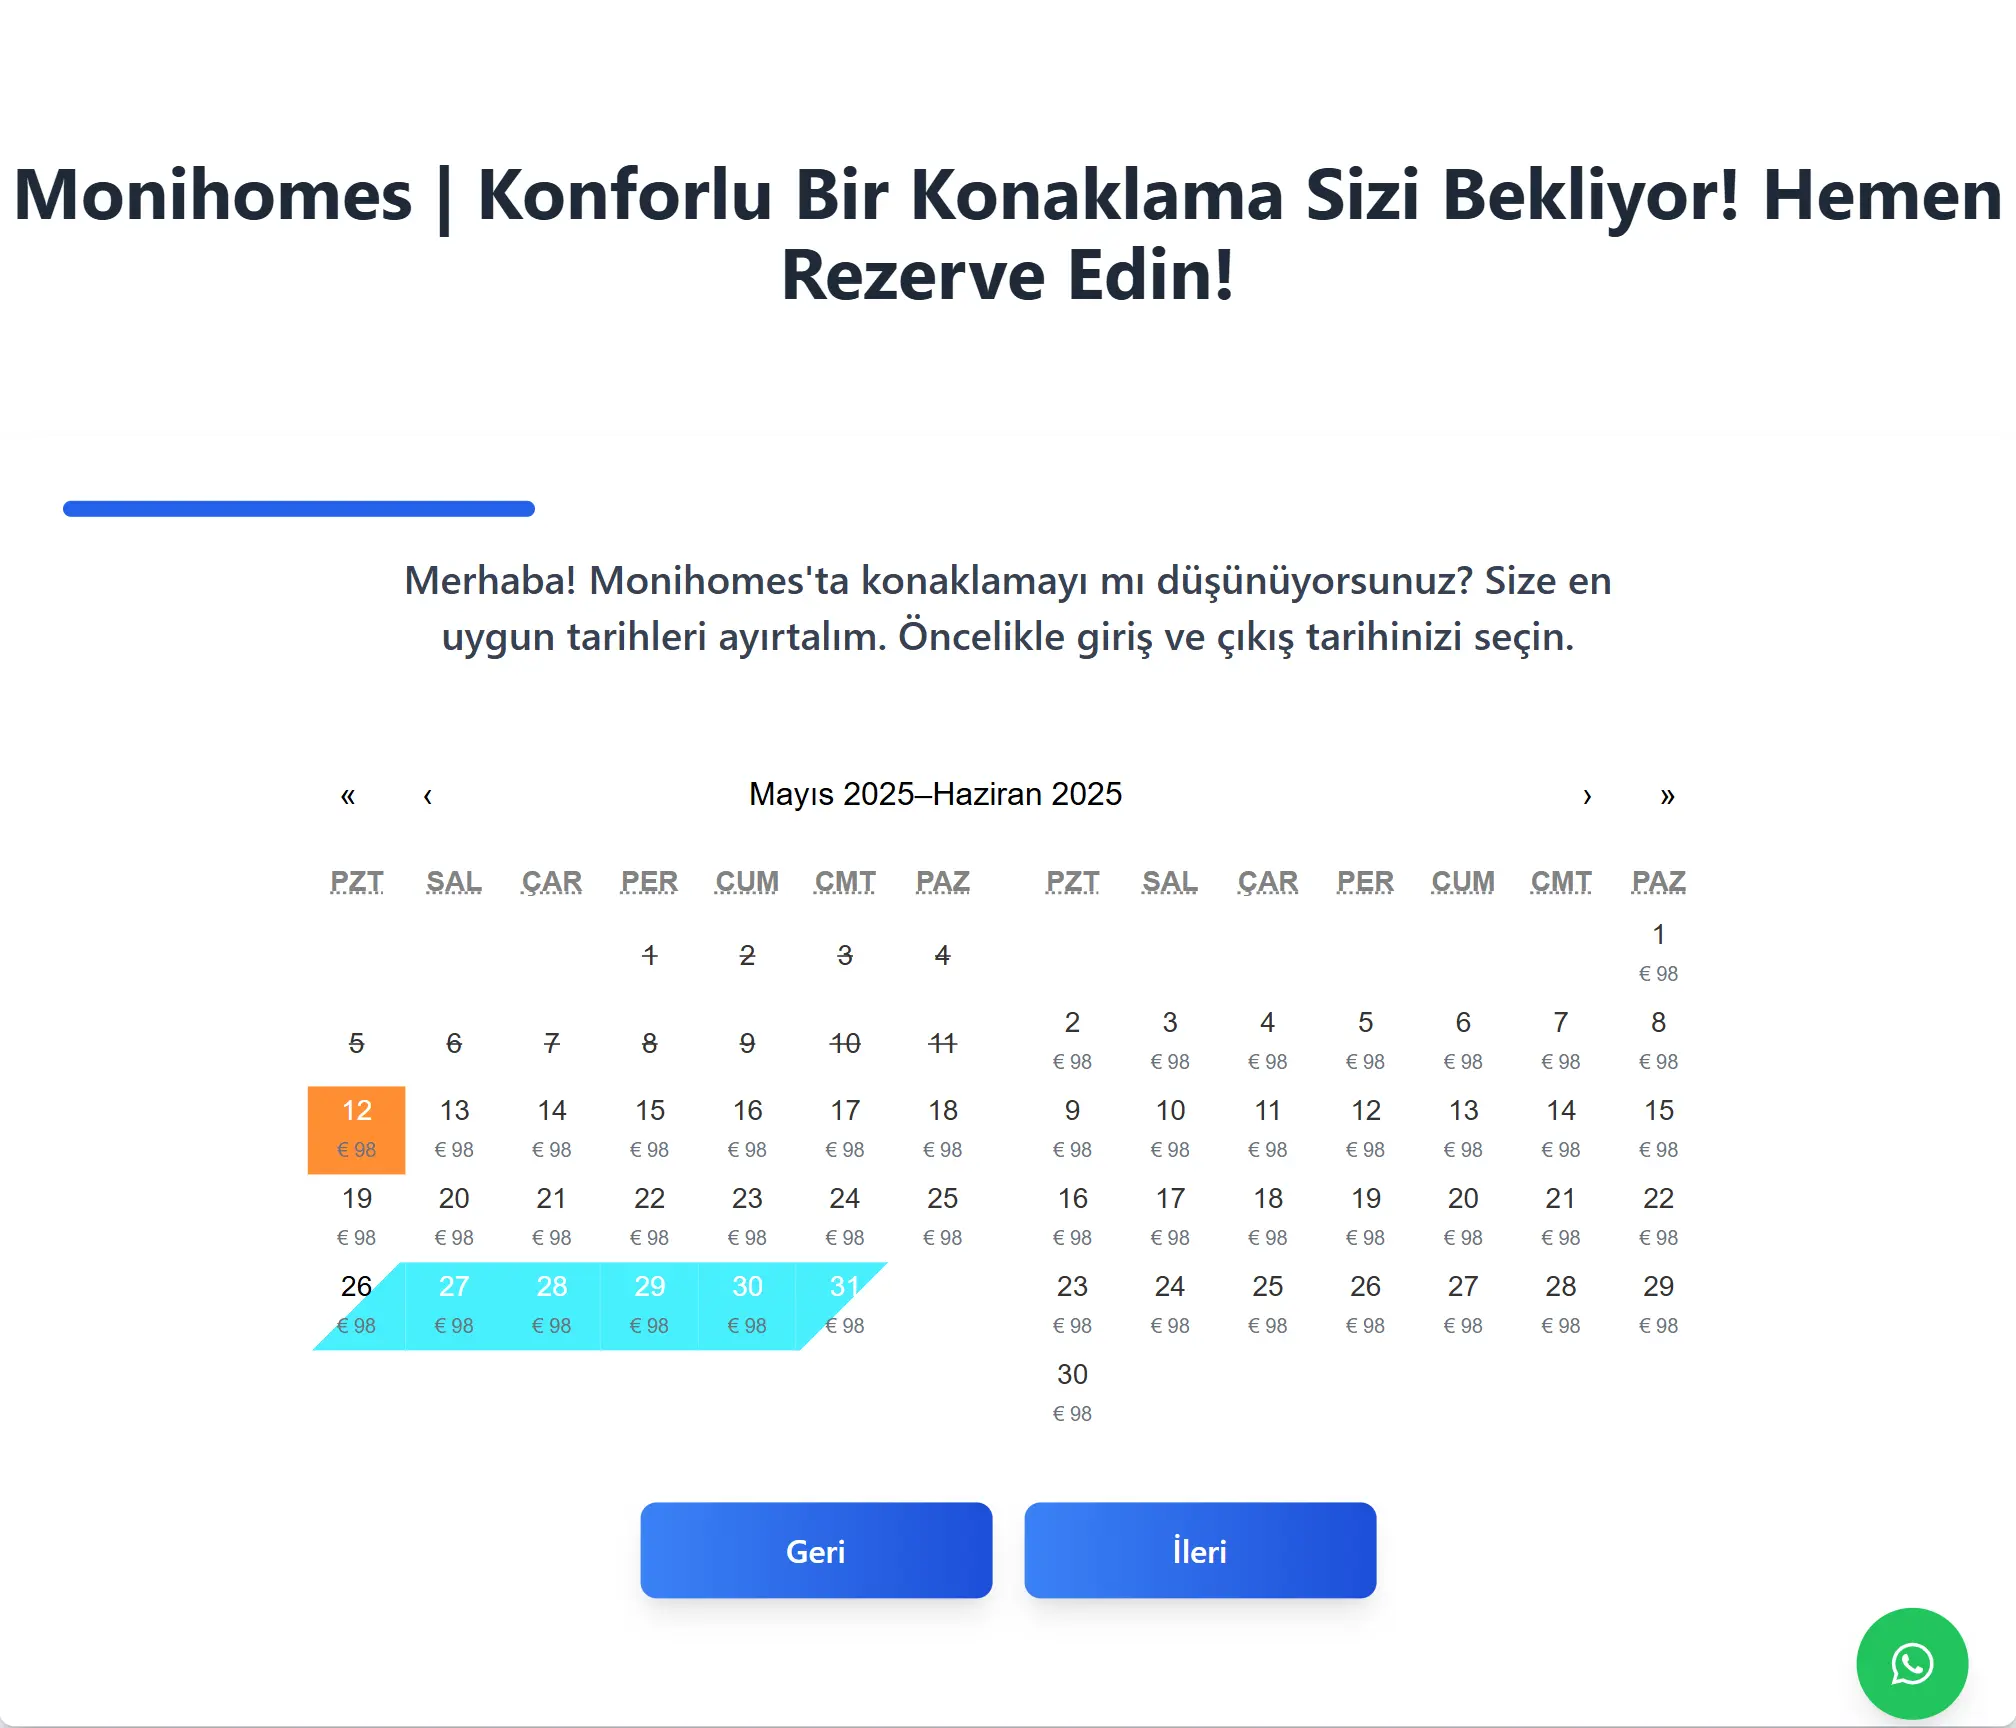 Monihomes | Konforlu Bir Konaklama Sizi Bekliyor! Hemen
Rezerve Edin!
Merhaba! Monihomes'ta konaklamayı mı düşünüyorsunuz? Size en
uygun tarihleri ayırtalım. Öncelikle giriş ve çıkış tarihinizi seçin.
« ‹ Mayıs 2025–Haziran 2025 › »
PZT SAL ÇAR PER CUM CMT PAZ
1 2 3 4
5 6 7 8 9 10 11
12 13 14 15 16 17 18
€ 98 € 98 € 98 € 98 € 98 € 98 € 98
19 20 21 22 23 24 25
€ 98 € 98 € 98 € 98 € 98 € 98 € 98
26 27 28 29 30 31
€ 98 € 98 € 98 € 98 € 98 € 98
PZT SAL ÇAR PER CUM CMT PAZ
1
€ 98
2 3 4 5 6 7 8
€ 98 € 98 € 98 € 98 € 98 € 98 € 98
9 10 11 12 13 14 15
€ 98 € 98 € 98 € 98 € 98 € 98 € 98
16 17 18 19 20 21 22
€ 98 € 98 € 98 € 98 € 98 € 98 € 98
23 24 25 26 27 28 29
€ 98 € 98 € 98 € 98 € 98 € 98 € 98
30
€ 98
Geri
İleri